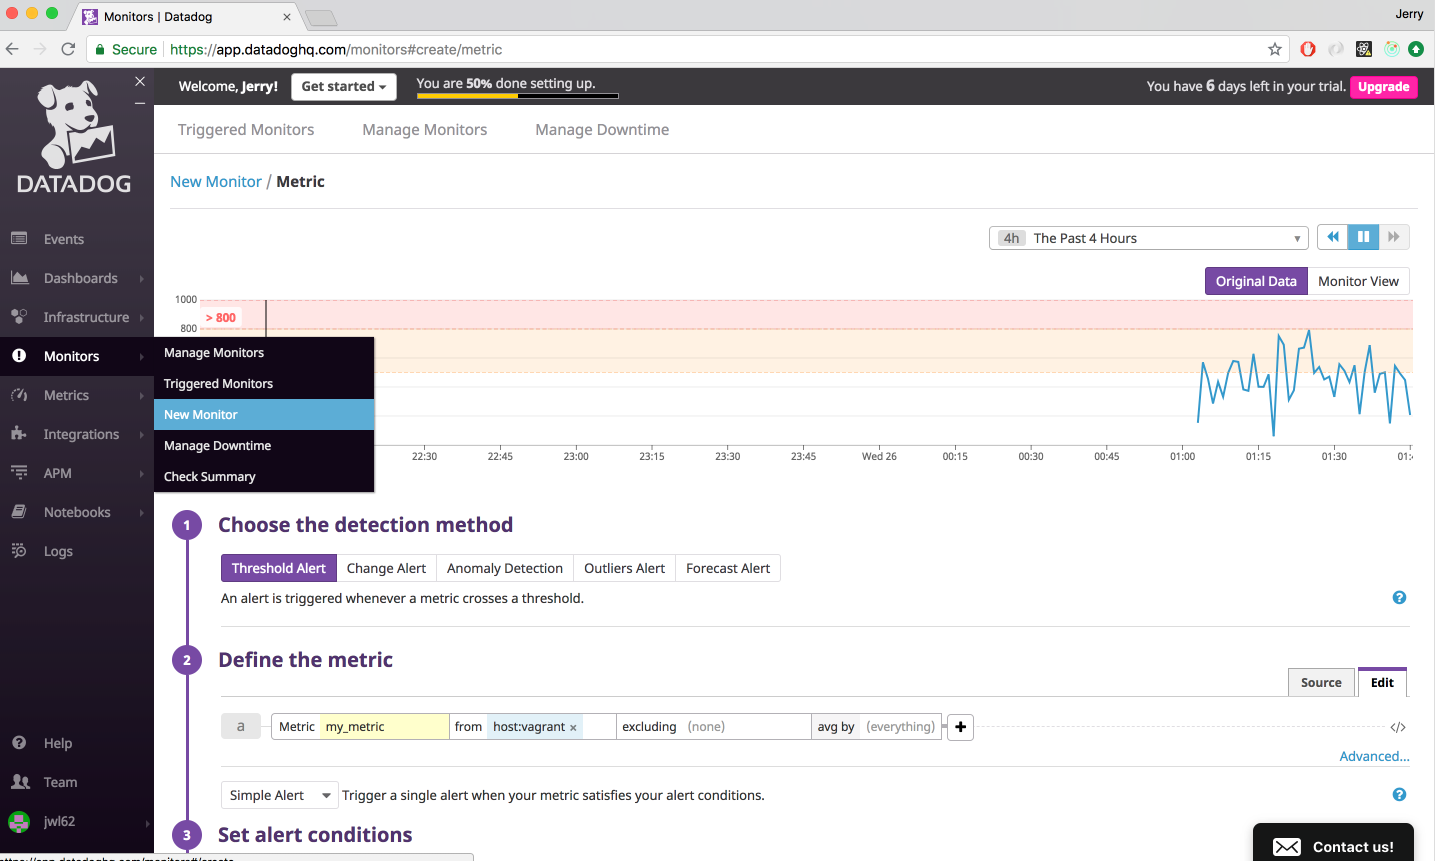 Monitors | Datadog
Jerry
Secure https://app.datadoghq.com/monitors#create/metric
DATADOG
Events
Dashboards
Infrastructure
Monitors
Metrics
Integrations
APM
Notebooks
Logs
Help
Team
jwl62
Welcome, Jerry!
Get started
You are 50% done setting up.
You have 6 days left in your trial.
Upgrade
Triggered Monitors Manage Monitors Manage Downtime
New Monitor / Metric
4h The Past 4 Hours
Original Data Monitor View
1000
> 800
800
Manage Monitors
Triggered Monitors
New Monitor
Manage Downtime
Check Summary
22:30 22:45 23:00 23:15 23:30 23:45 Wed 26 00:15 00:30 00:45 01:00 01:15 01:30 01:
1 Choose the detection method
Threshold Alert Change Alert Anomaly Detection Outliers Alert Forecast Alert
An alert is triggered whenever a metric crosses a threshold.
?
2 Define the metric
Source Edit
a Metric my_metric from host:vagrant × excluding (none) avg by (everything) + </>
Advanced...
Simple Alert Trigger a single alert when your metric satisfies your alert conditions.
?
3 Set alert conditions
Contact us!